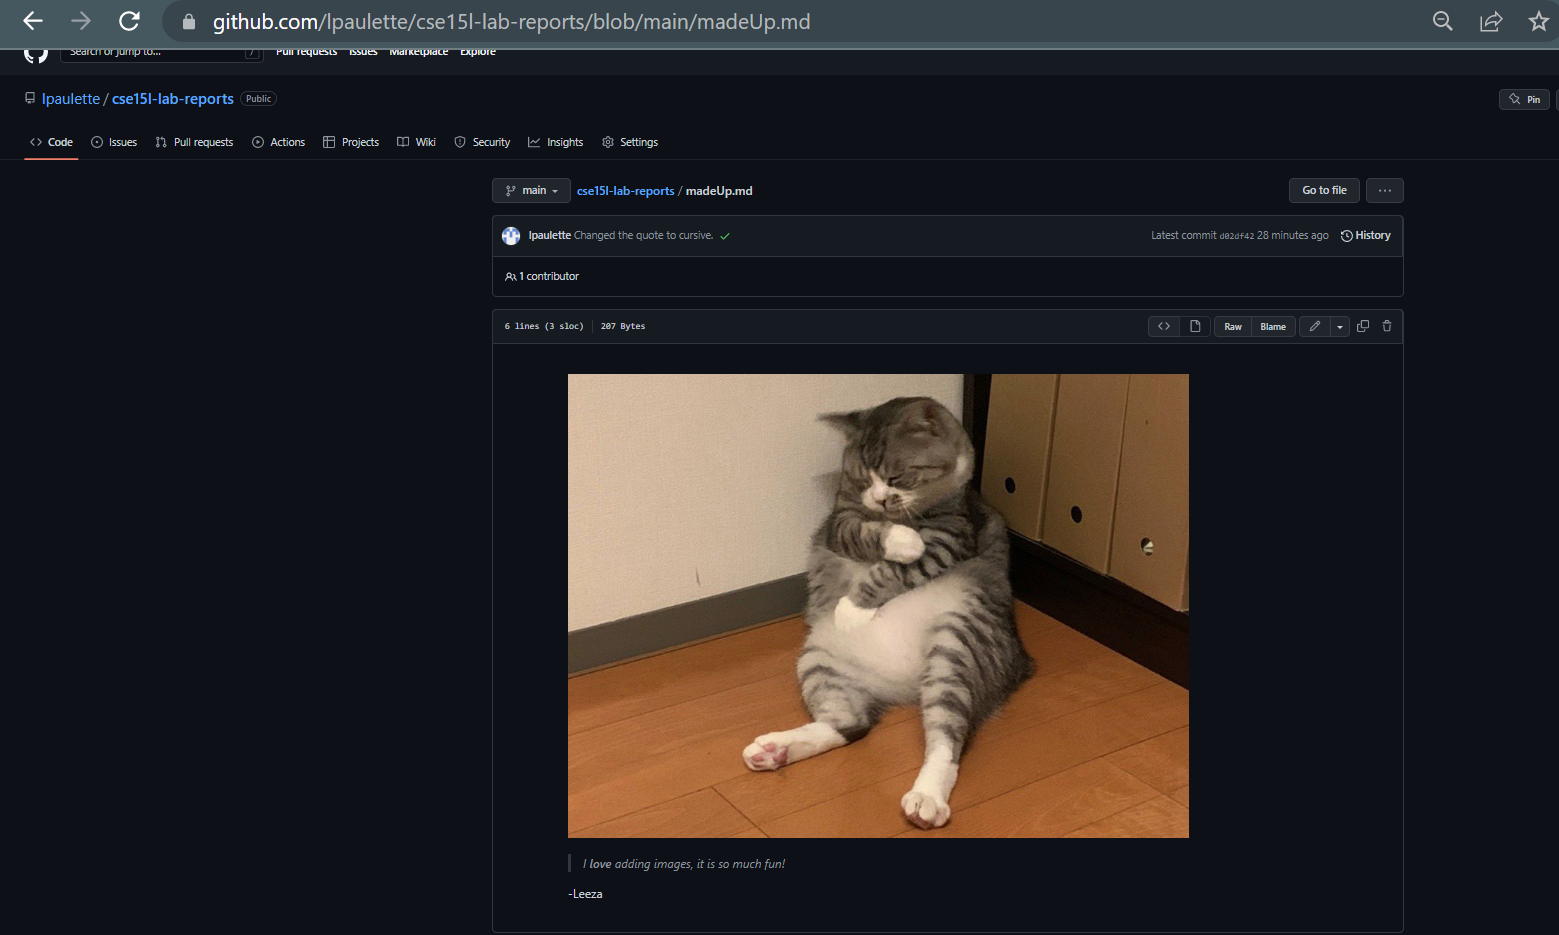 github.com/lpaulette/cse15l-lab-reports/blob/main/madeUp.md
Search or jump to... / Pull requests Issues Marketplace Explore
lpaulette / cse15l-lab-reports Public Pin
Code Issues Pull requests Actions Projects Wiki Security Insights Settings
main cse15l-lab-reports / madeUp.md Go to file ...
lpaulette Changed the quote to cursive. Latest commit d02df42 28 minutes ago History
1 contributor
6 lines (3 sloc) 207 Bytes <> Raw Blame
I love adding images, it is so much fun!
-Leeza